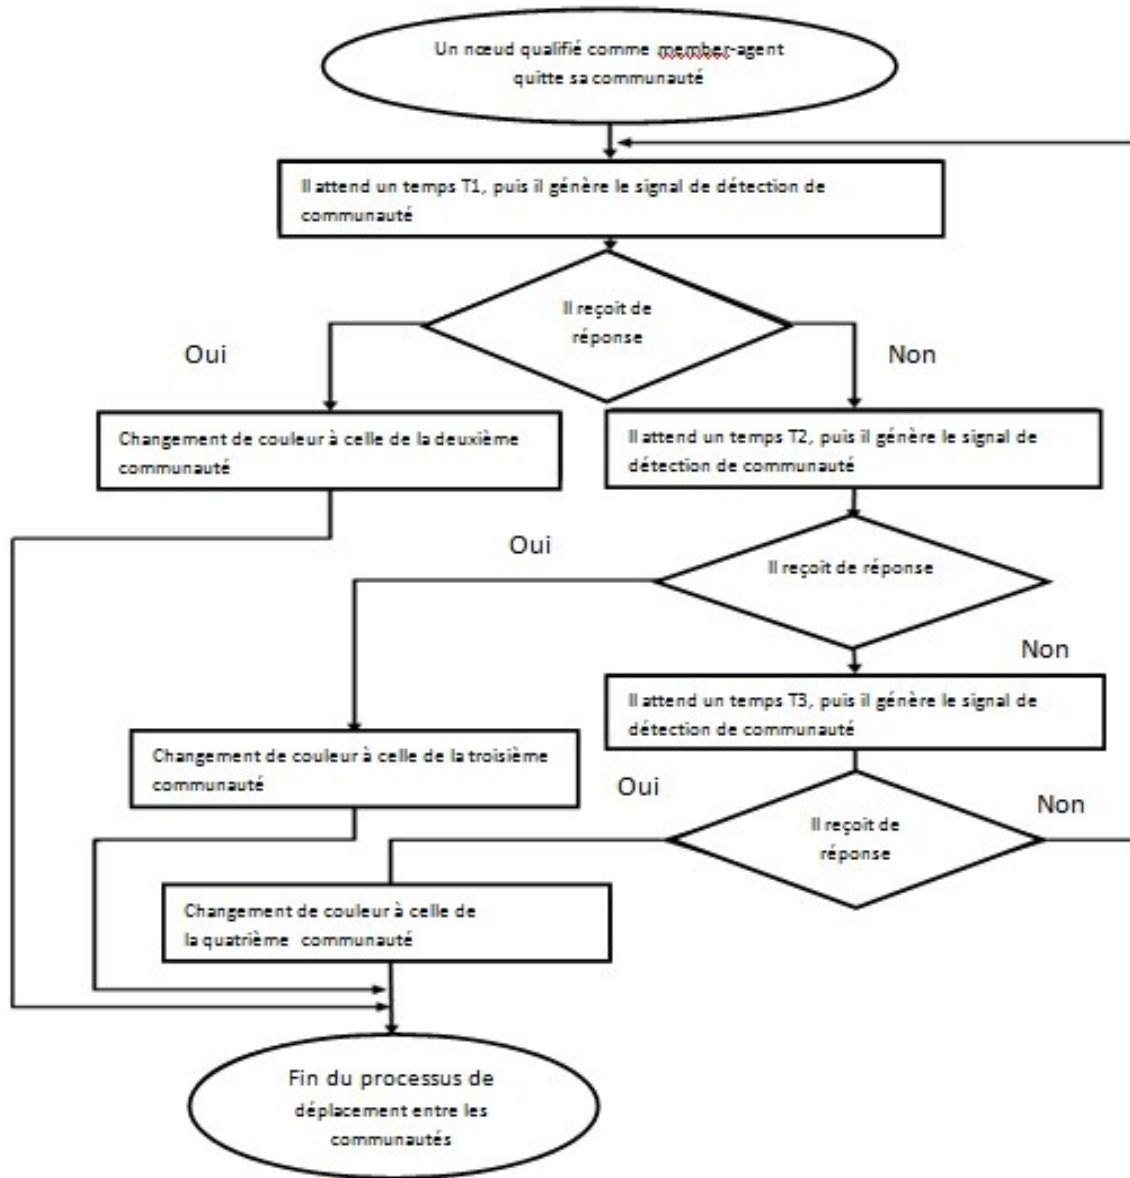 Un nœud qualifié comme member-agent
quitte sa communauté
Il attend un temps T1, puis il génère le signal de détection de
communauté
Il reçoit de
réponse
Oui
Non
Changement de couleur à celle de la deuxième
communauté
Il attend un temps T2, puis il génère le signal de
détection de communauté
Oui
Il reçoit de réponse
Non
Il attend un temps T3, puis il génère le signal de
détection de communauté
Changement de couleur à celle de la troisième
communauté
Oui
Non
Il reçoit de
réponse
Changement de couleur à celle de
la quatrième communauté
Fin du processus de
déplacement entre les
communautés